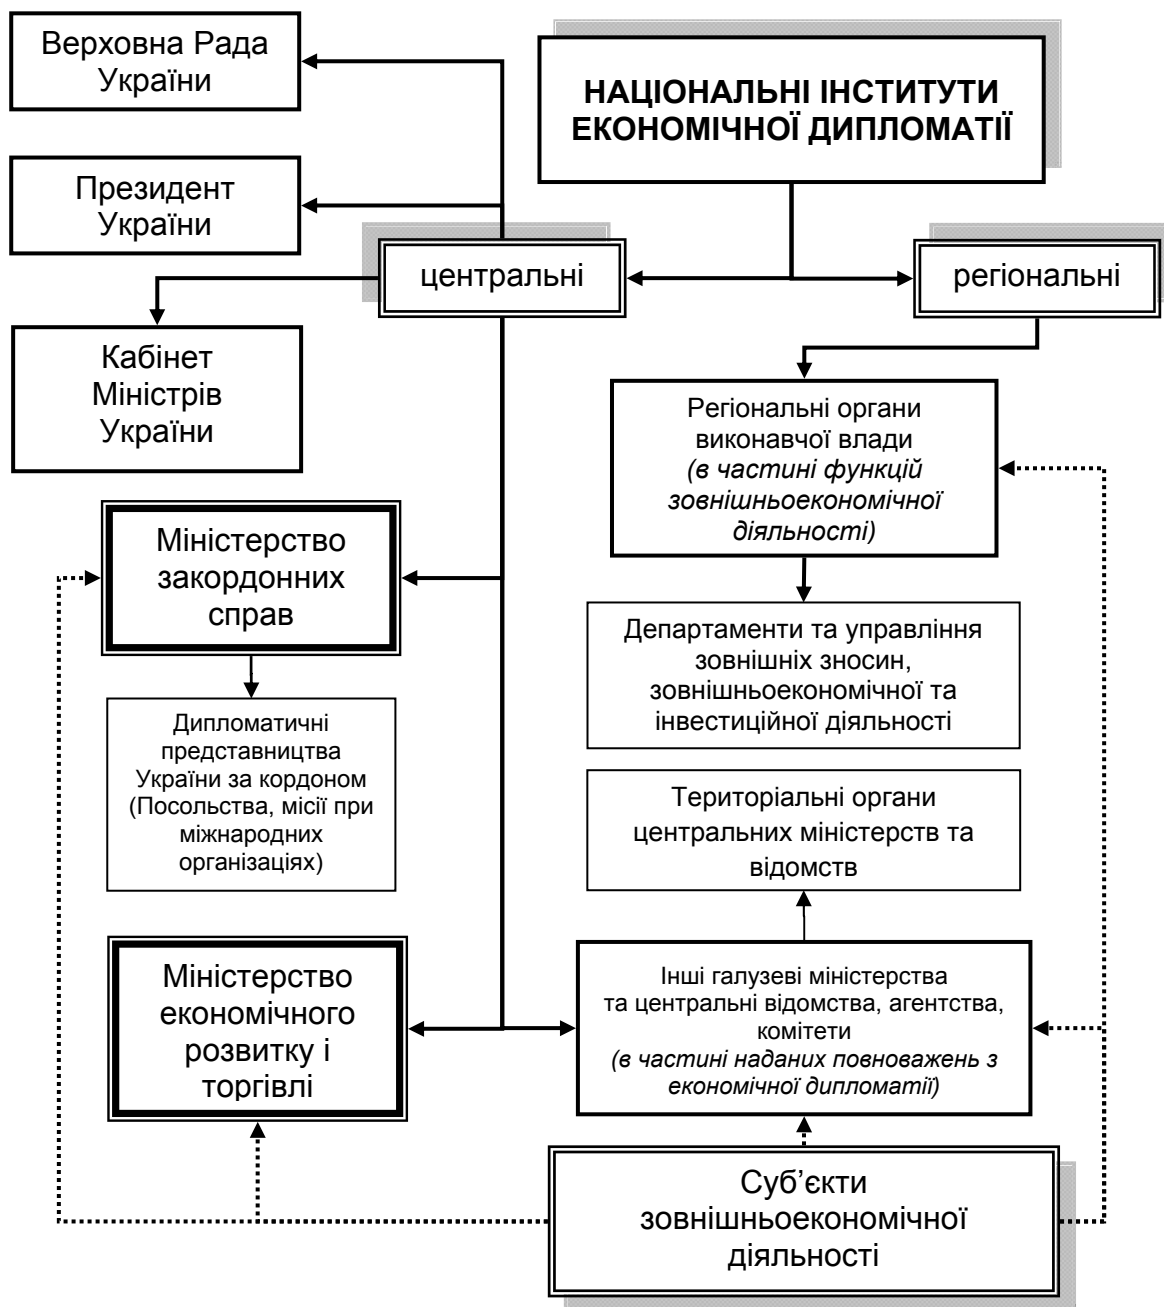 Верховна Рада
України
НАЦІОНАЛЬНІ ІНСТИТУТИ
ЕКОНОМІЧНОЇ ДИПЛОМАТІЇ
Президент
України
центральні
регіональні
Кабінет
Міністрів
України
Регіональні органи
виконавчої влади
(в частині функцій
зовнішньоекономічної
діяльності)
Міністерство
закордонних
справ
Департаменти та управління
зовнішніх зносин,
зовнішньоекономічної та
інвестиційної діяльності
Дипломатичні
представництва
України за кордоном
(Посольства, місії при
міжнародних
організаціях)
Територіальні органи
центральних міністерств та
відомств
Міністерство
економічного
розвитку і
торгівлі
Інші галузеві міністерства
та центральні відомства, агентства,
комітети
(в частині наданих повноважень з
економічної дипломатії)
Суб’єкти
зовнішньоекономічної
діяльності